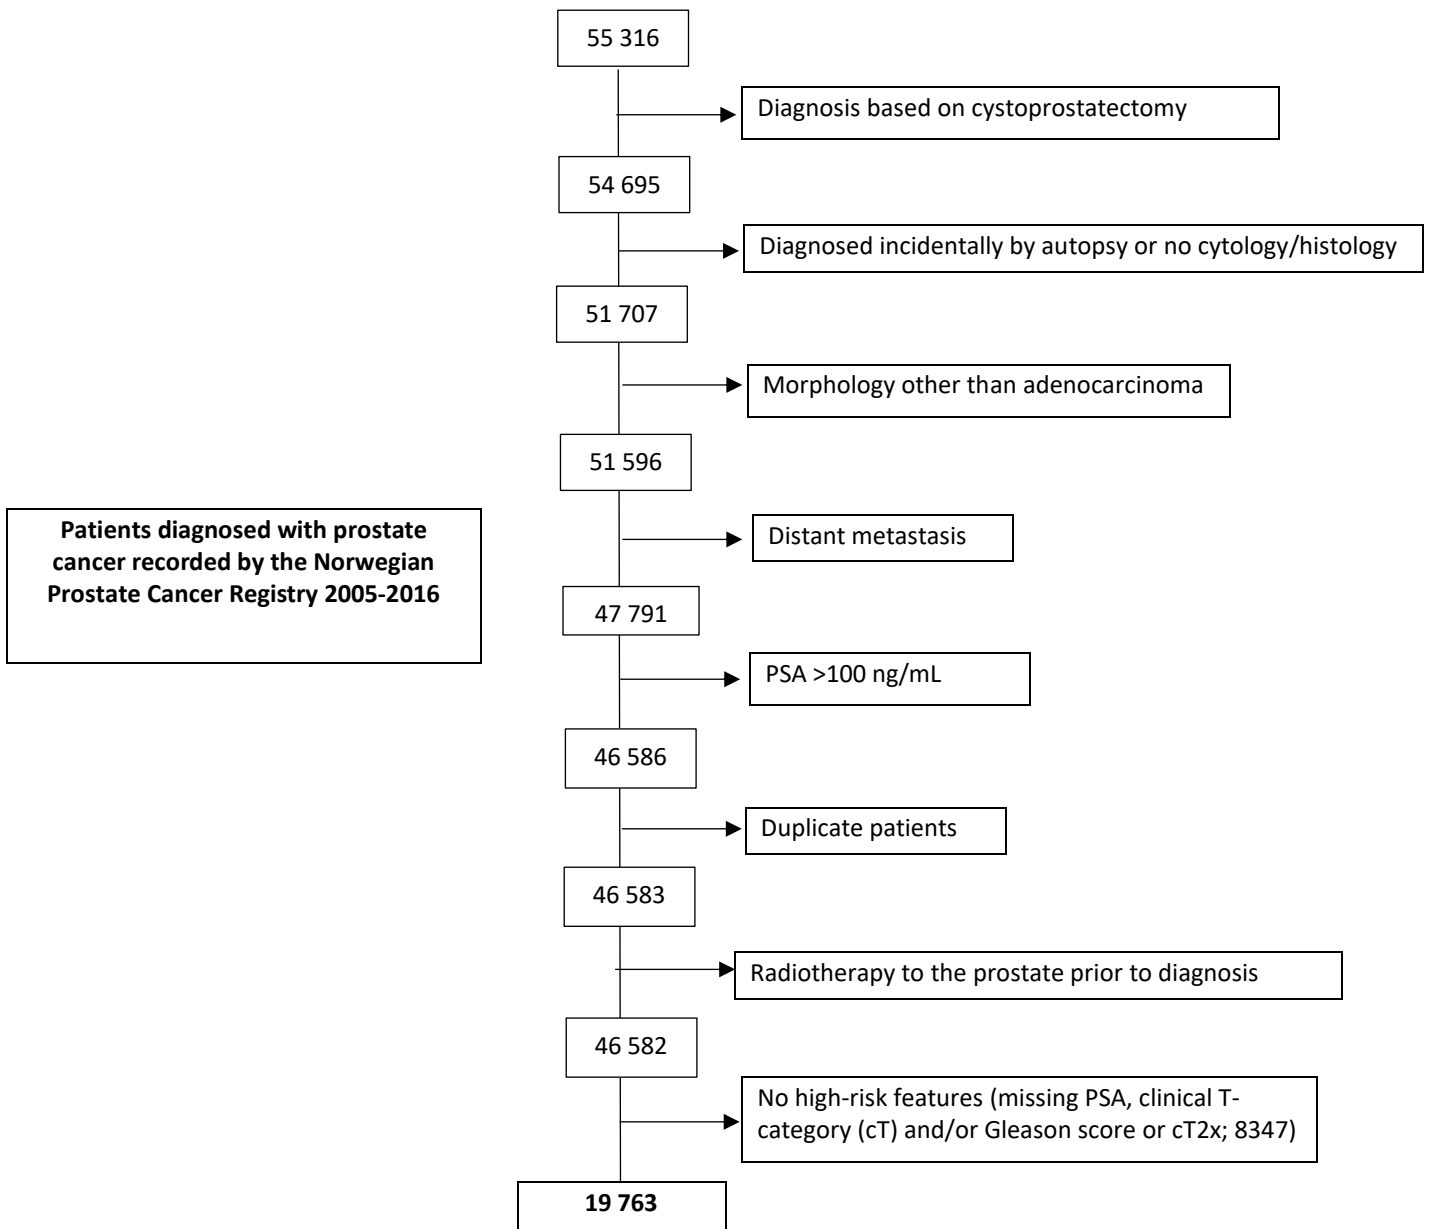 55 316
Diagnosis based on cystoprostatectomy
54 695
Diagnosed incidentally by autopsy or no cytology/histology
51 707
Morphology other than adenocarcinoma
51 596
Patients diagnosed with prostate
cancer recorded by the Norwegian
Prostate Cancer Registry 2005-2016
Distant metastasis
47 791
PSA >100 ng/mL
46 586
Duplicate patients
46 583
Radiotherapy to the prostate prior to diagnosis
46 582
No high-risk features (missing PSA, clinical T-
category (cT) and/or Gleason score or cT2x; 8347)
19 763